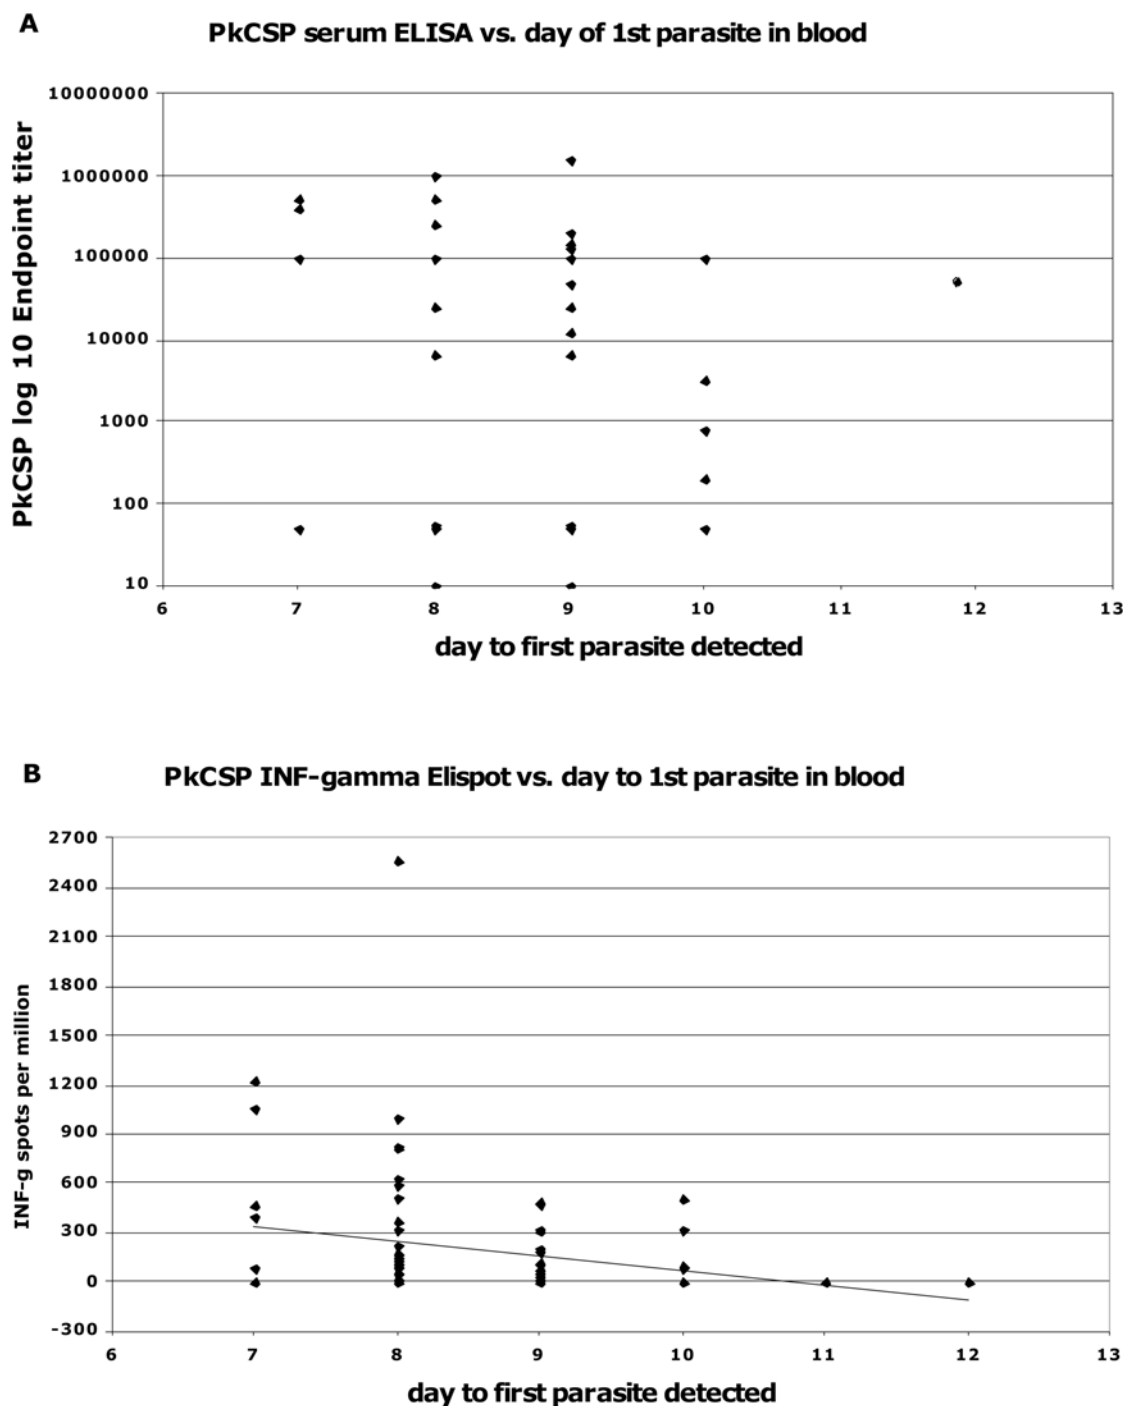 A
PkCSP serum ELISA vs. day of 1st parasite in blood
PkCSP log 10 Endpoint titer
10000000
1000000
100000
10000
1000
100
10
6 7 8 9 10 11 12 13
day to first parasite detected
B
PkCSP INF-gamma Elispot vs. day to 1st parasite in blood
INF-g spots per million
2700
2400
2100
1800
1500
1200
900
600
300
0
-300
6 7 8 9 10 11 12 13
day to first parasite detected